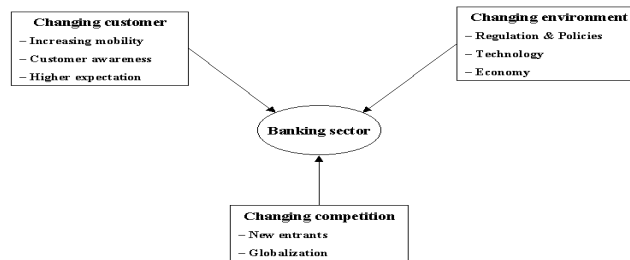 Changing customer
– Increasing mobility
– Customer awareness
– Higher expectation
Changing environment
– Regulation & Policies
– Technology
– Economy
Banking sector
Changing competition
– New entrants
– Globalization